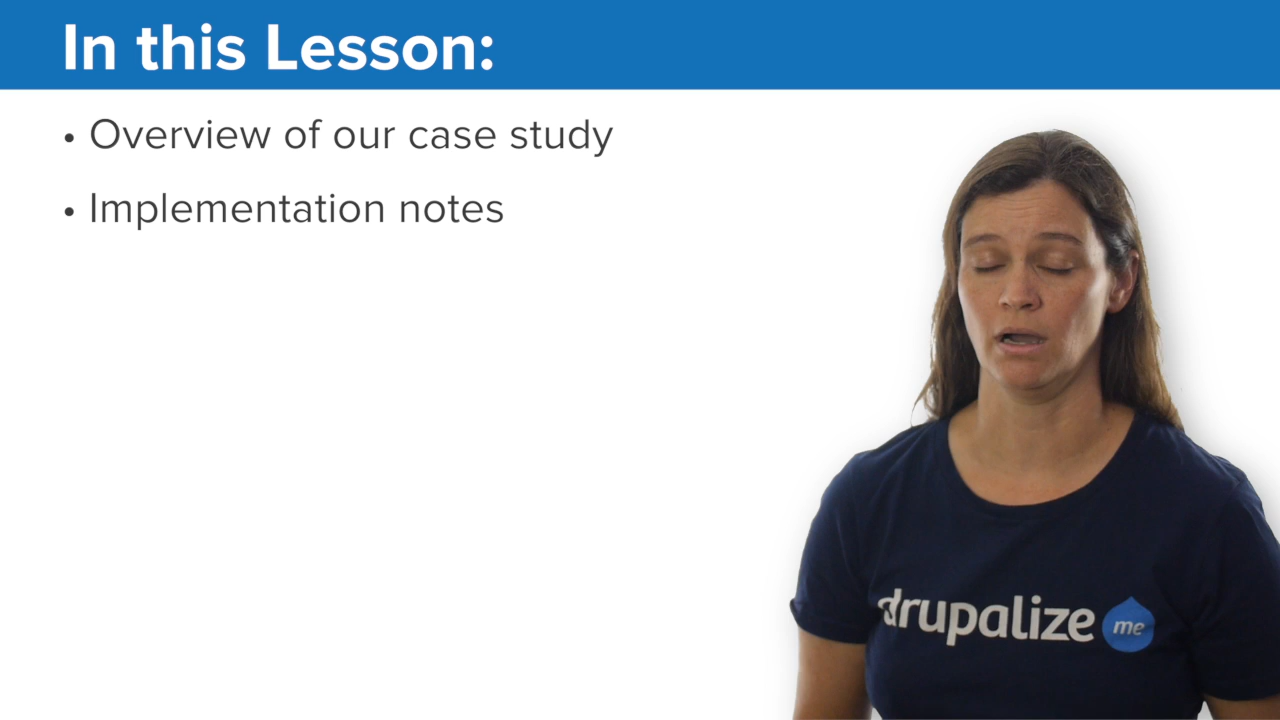 In this Lesson:
• Overview of our case study
• Implementation notes
drupalize me